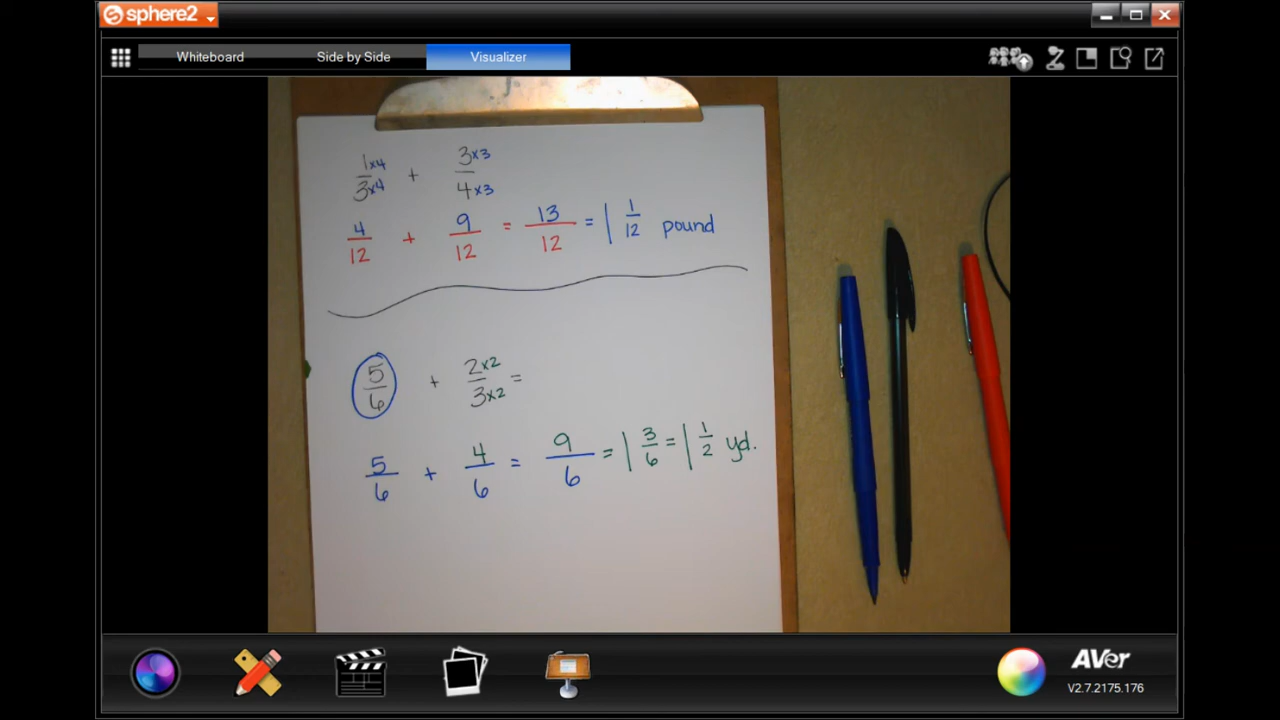 sphere2
Whiteboard Side by Side Visualizer
1x4/3x4 + 3x3/4x3
4/12 + 9/12 = 13/12 = 1 1/12 pound
5/6 + 2x2/3x2 =
5/6 + 4/6 = 9/6 = 1 3/6 = 1 1/2 yd.
AVer
V2.7.2175.176